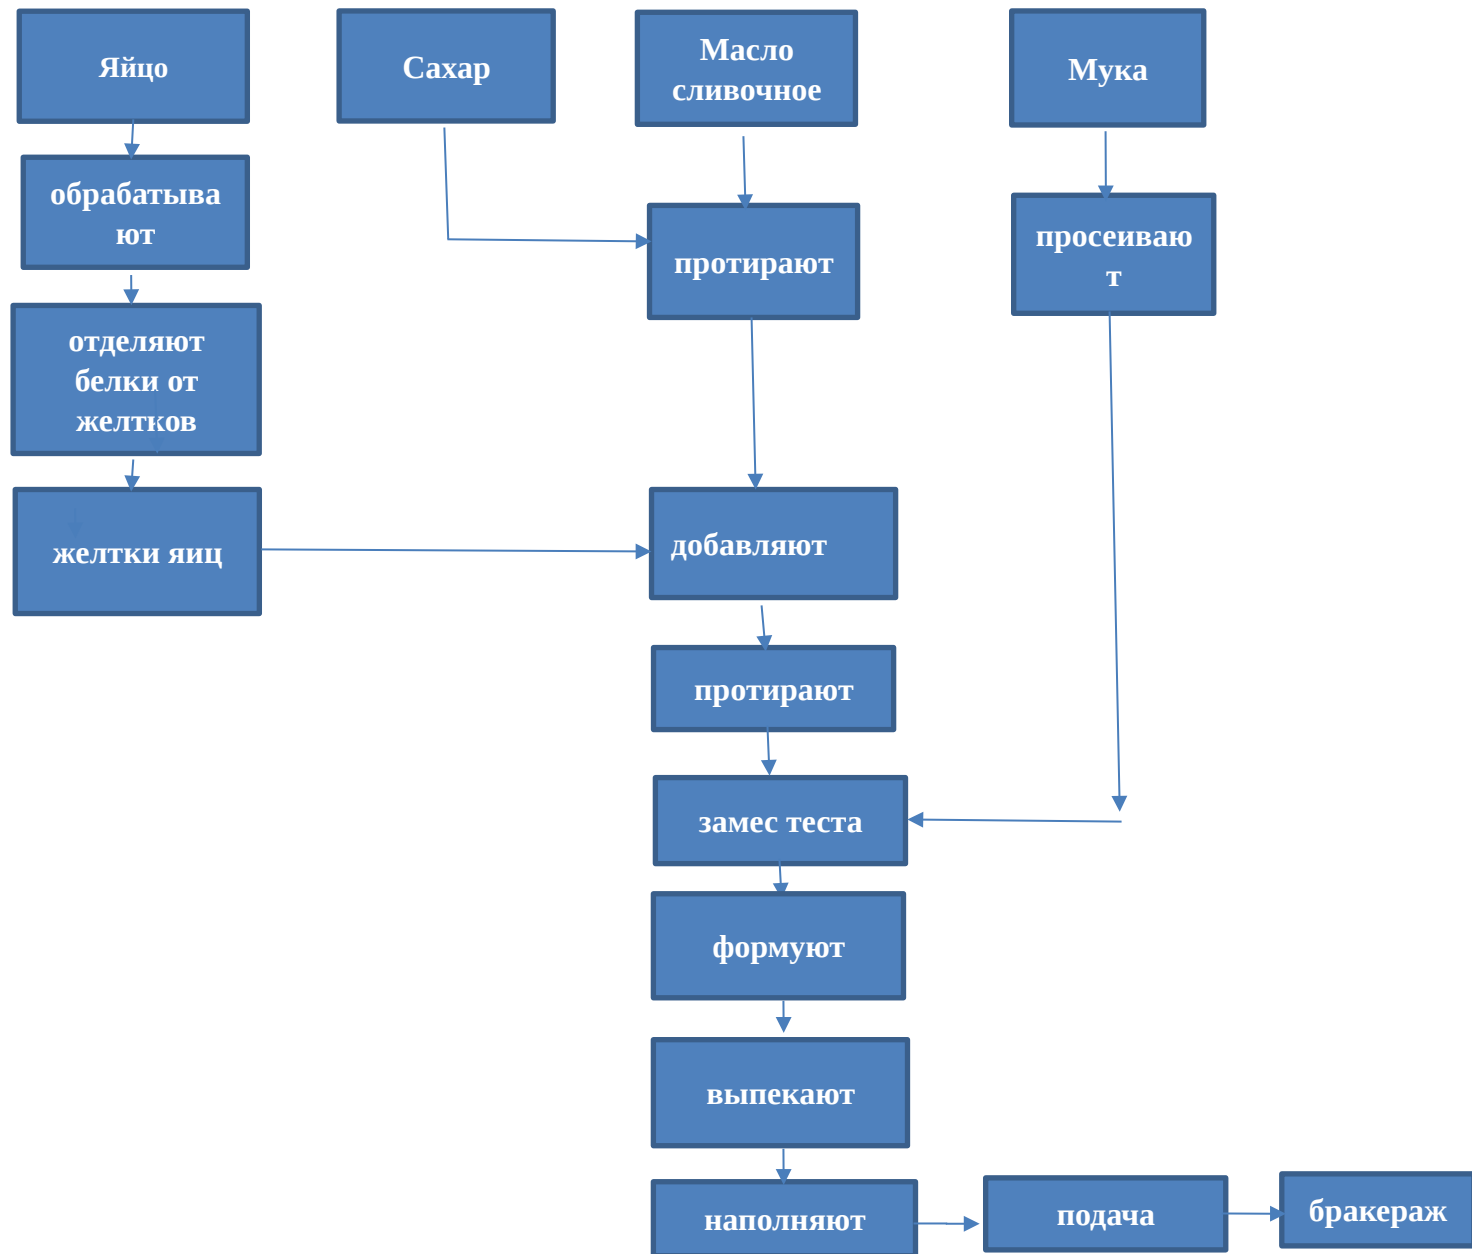 Яйцо
Сахар
Масло
сливочное
Мука
обрабатыва
ют
протирают
просеиваю
т
отделяют
белки от
желтков
желтки яиц
добавляют
протирают
замес теста
формуют
выпекают
наполняют
подача
бракераж